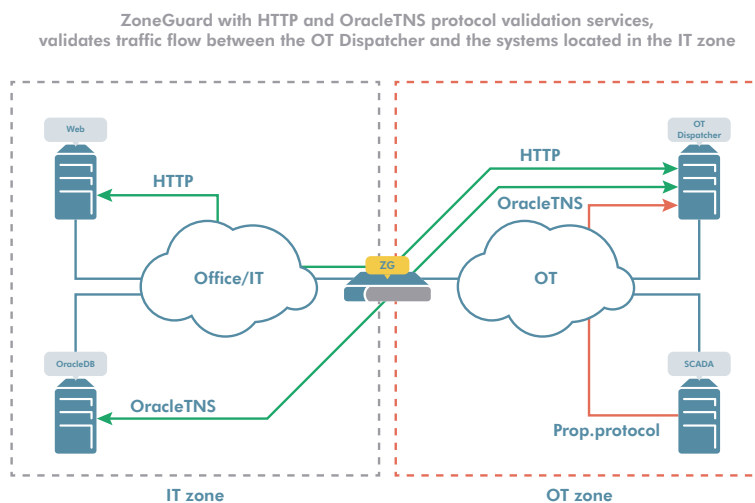 ZoneGuard with HTTP and OracleTNS protocol validation services,
validates traffic flow between the OT Dispatcher and the systems located in the IT zone
Web
OT
Dispatcher
HTTP
HTTP
OracleTNS
ZG
Office/IT
OT
OracleDB
SCADA
OracleTNS
Prop.protocol
IT zone
OT zone